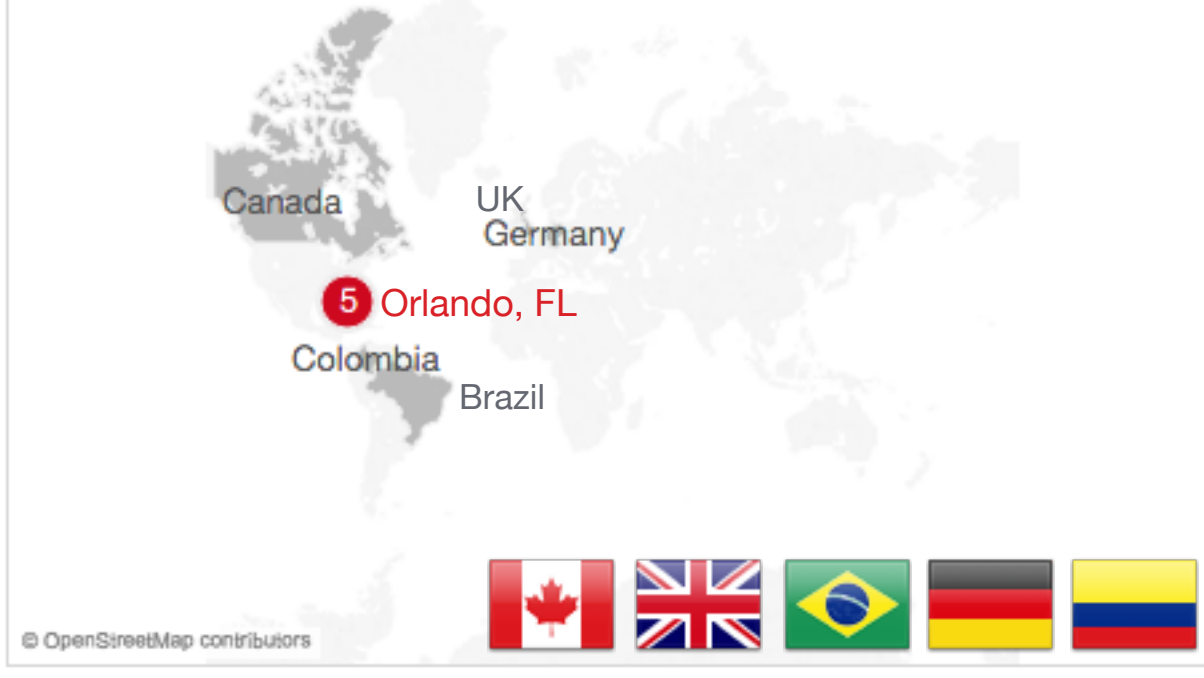 Canada
UK
Germany
5 Orlando, FL
Colombia
Brazil
© OpenStreetMap contributors